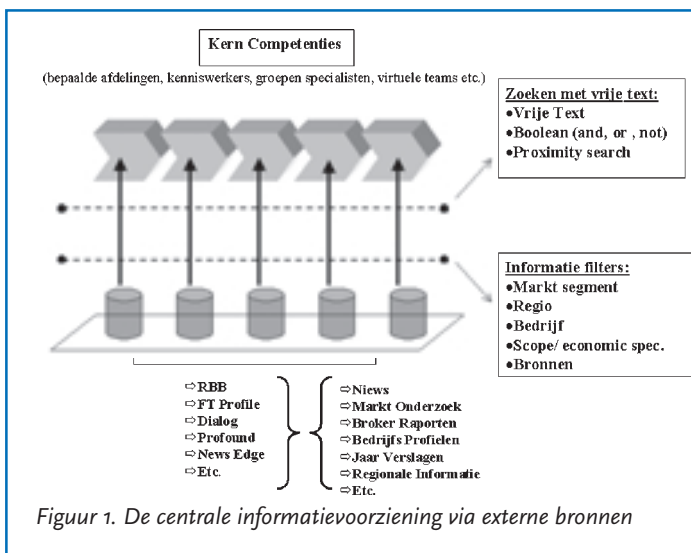 Kern Competenties
(bepaalde afdelingen, kenniswerkers, groepen specialisten, virtuele teams etc.)
Zoeken met vrije text:
●Vrije Text
●Boolean (and, or , not)
●Proximity search
Informatie filters:
●Markt segment
●Regio
●Bedrijf
●Scope/ economic spec.
●Bronnen
⇨RBB
⇨FT Profile
⇨Dialog
⇨Profound
⇨News Edge
⇨Etc.
⇨Niews
⇨Markt Onderzoek
⇨Broker Raporten
⇨Bedrijfs Profielen
⇨Jaar Verslagen
⇨Regionale Informatie
⇨Etc.
Figuur 1. De centrale informatievoorziening via externe bronnen